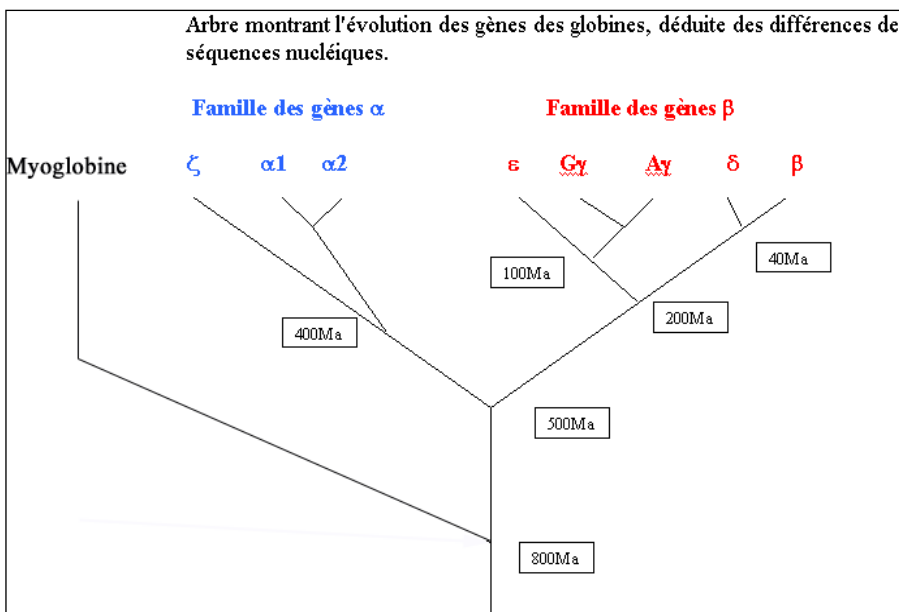 Arbre montrant l'évolution des gènes des globines, déduite des différences de
séquences nucléiques.
Famille des gènes α
Famille des gènes β
Myoglobine
ζ
α1
α2
ε
Gγ
Aγ
δ
β
100Ma
40Ma
200Ma
400Ma
500Ma
800Ma